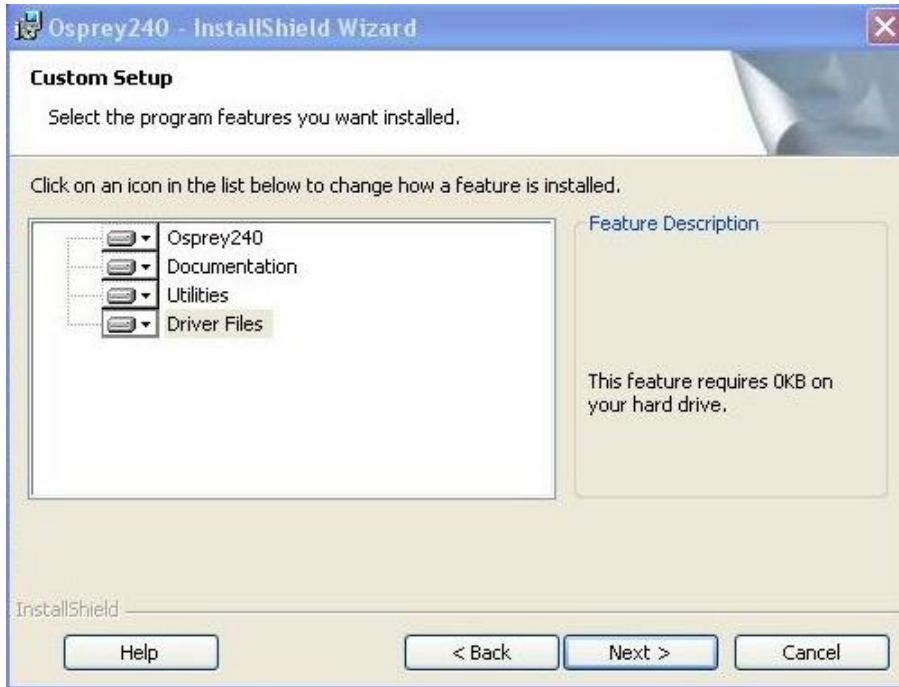 Osprey240 - InstallShield Wizard
Custom Setup
Select the program features you want installed.
Click on an icon in the list below to change how a feature is installed.
Osprey240
Documentation
Utilities
Driver Files
Feature Description
This feature requires 0KB on
your hard drive.
InstallShield
Help
< Back
Next >
Cancel